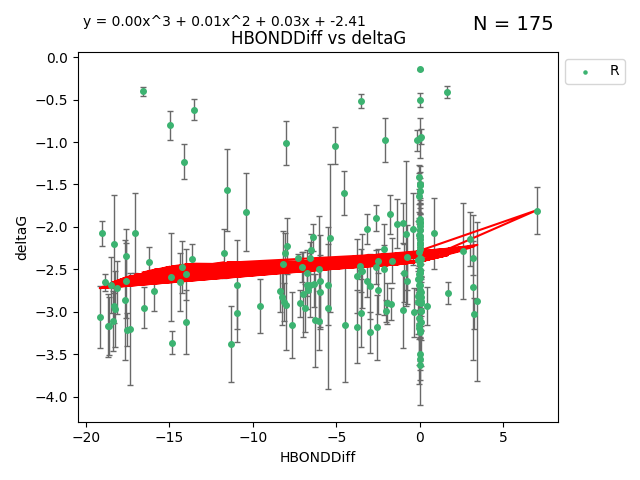 y = 0.00x^3 + 0.01x^2 + 0.03x + -2.41
N = 175
HBONDDiff vs deltaG
R
0.0
−0.5
−1.0
−1.5
−2.0
−2.5
−3.0
−3.5
−4.0
deltaG
−20
−15
−10
−5
0
5
HBONDDiff